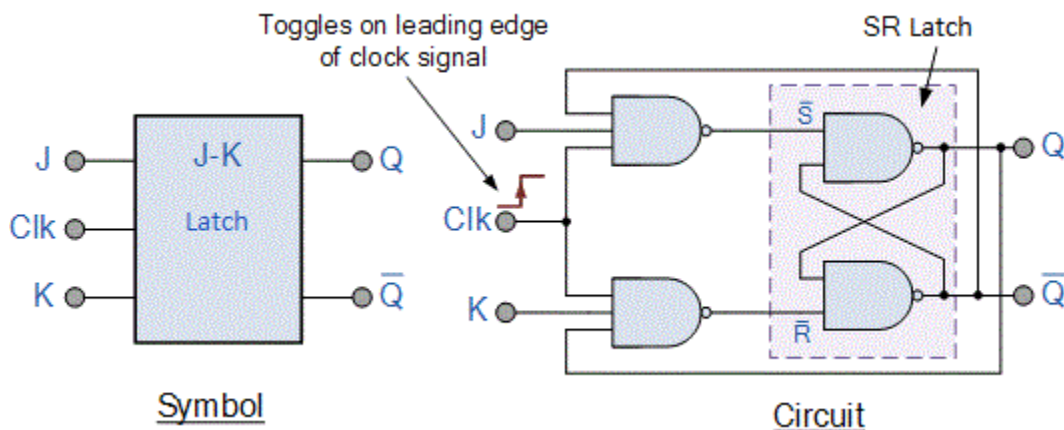 Toggles on leading edge
of clock signal
SR Latch
J
J-K
Q
Clk
Latch
K
Q̅
Symbol
J
S̅
Q
Clk
K
R̅
Q̅
Circuit